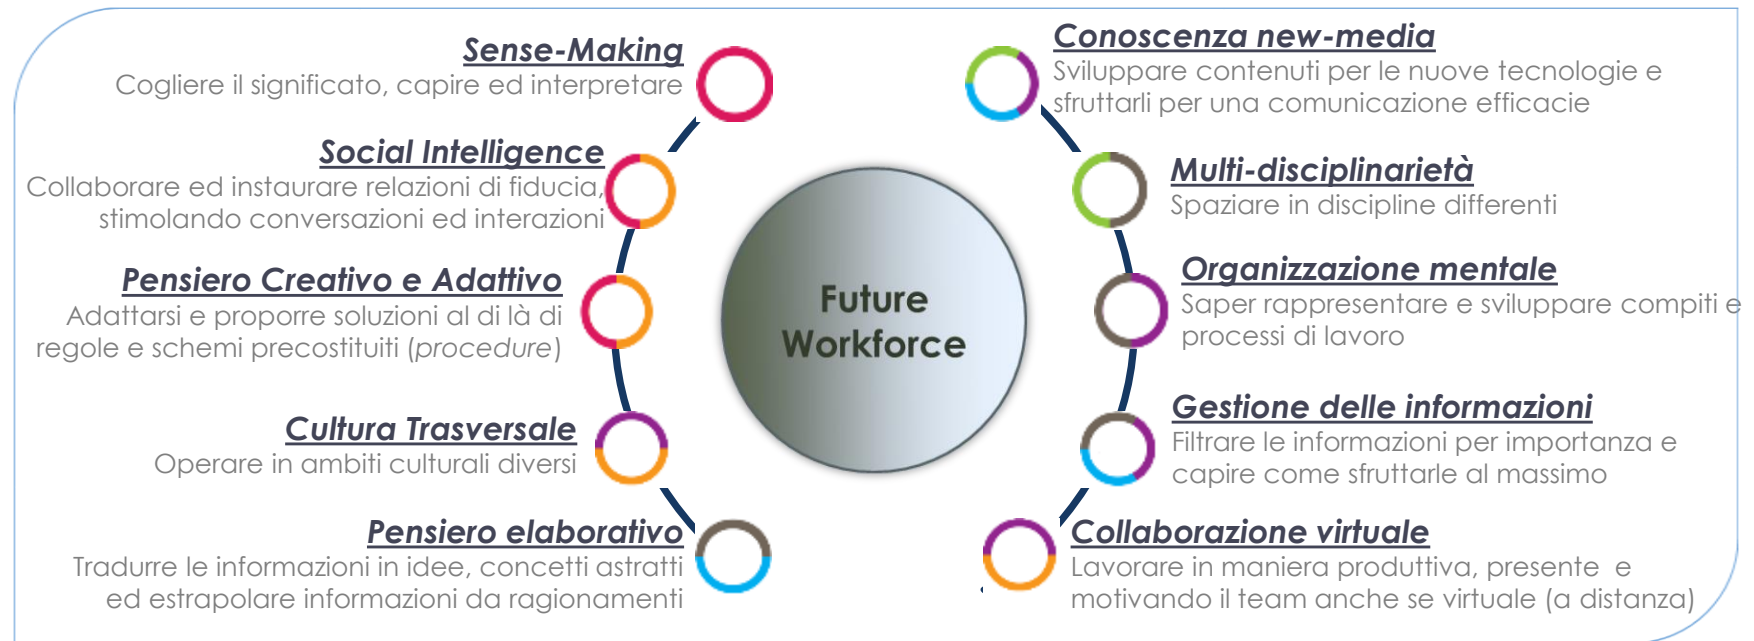 Sense-Making
Cogliere il significato, capire ed interpretare
Social Intelligence
Collaborare ed instaurare relazioni di fiducia,
stimolando conversazioni ed interazioni
Pensiero Creativo e Adattivo
Adattarsi e proporre soluzioni al di là di
regole e schemi precostituiti (procedure)
Cultura Trasversale
Operare in ambiti culturali diversi
Pensiero elaborativo
Tradurre le informazioni in idee, concetti astratti
ed estrapolare informazioni da ragionamenti
Future
Workforce
Conoscenza new-media
Sviluppare contenuti per le nuove tecnologie e
sfruttarli per una comunicazione efficacie
Multi-disciplinarietà
Spaziare in discipline differenti
Organizzazione mentale
Saper rappresentare e sviluppare compiti e
processi di lavoro
Gestione delle informazioni
Filtrare le informazioni per importanza e
capire come sfruttarle al massimo
Collaborazione virtuale
Lavorare in maniera produttiva, presente e
motivando il team anche se virtuale (a distanza)